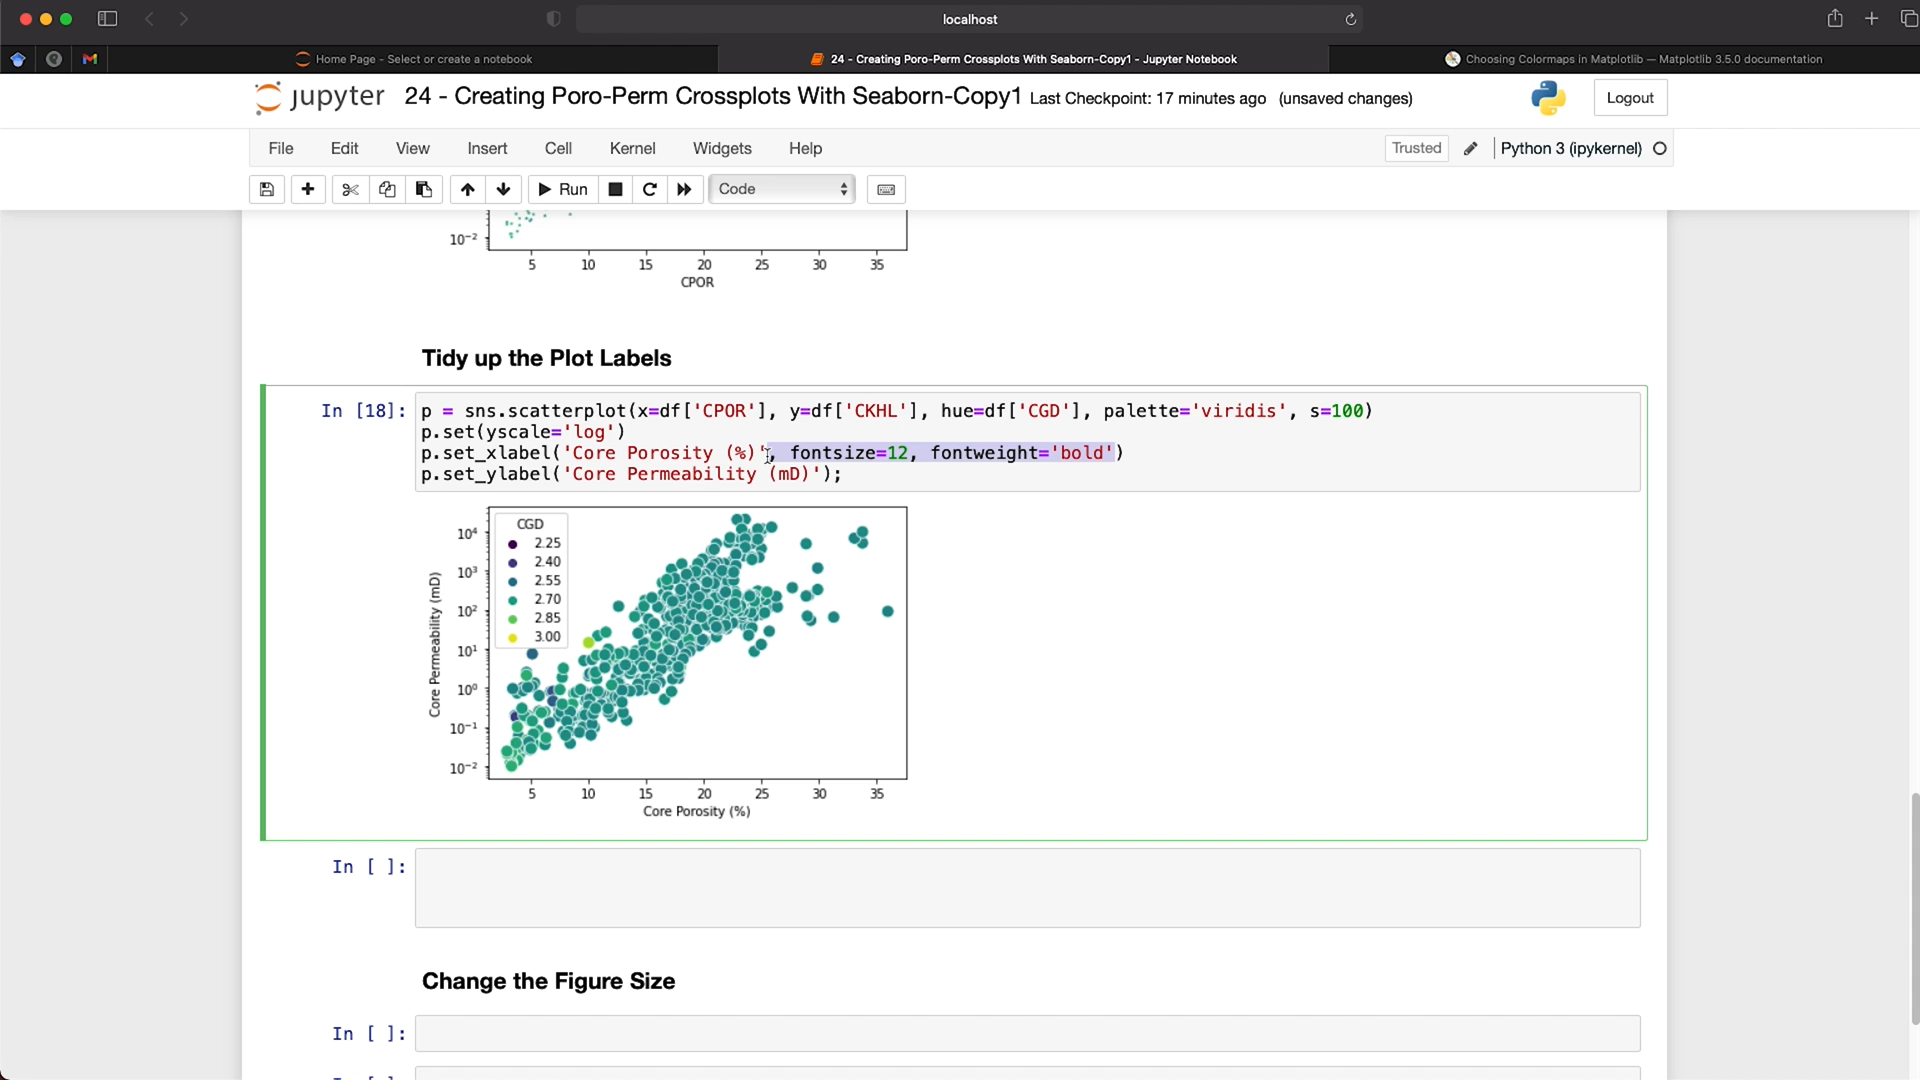 localhost
Home Page - Select or create a notebook
24 - Creating Poro-Perm Crossplots With Seaborn-Copy1 - Jupyter Notebook
Choosing Colormaps in Matplotlib — Matplotlib 3.5.0 documentation
jupyter 24 - Creating Poro-Perm Crossplots With Seaborn-Copy1 Last Checkpoint: 17 minutes ago (unsaved changes)
Logout
File Edit View Insert Cell Kernel Widgets Help
Trusted
Python 3 (ipykernel)
Run
Code
10⁻²
5 10 15 20 25 30 35
CPOR
Tidy up the Plot Labels
In [18]: p = sns.scatterplot(x=df['CPOR'], y=df['CKHL'], hue=df['CGD'], palette='viridis', s=100)
p.set(yscale='log')
p.set_xlabel('Core Porosity (%)', fontsize=12, fontweight='bold')
p.set_ylabel('Core Permeability (mD)');
CGD
2.25
2.40
2.55
2.70
2.85
3.00
10⁴
10³
10²
10¹
10⁰
10⁻¹
10⁻²
Core Permeability (mD)
5 10 15 20 25 30 35
Core Porosity (%)
In [ ]:
Change the Figure Size
In [ ]: